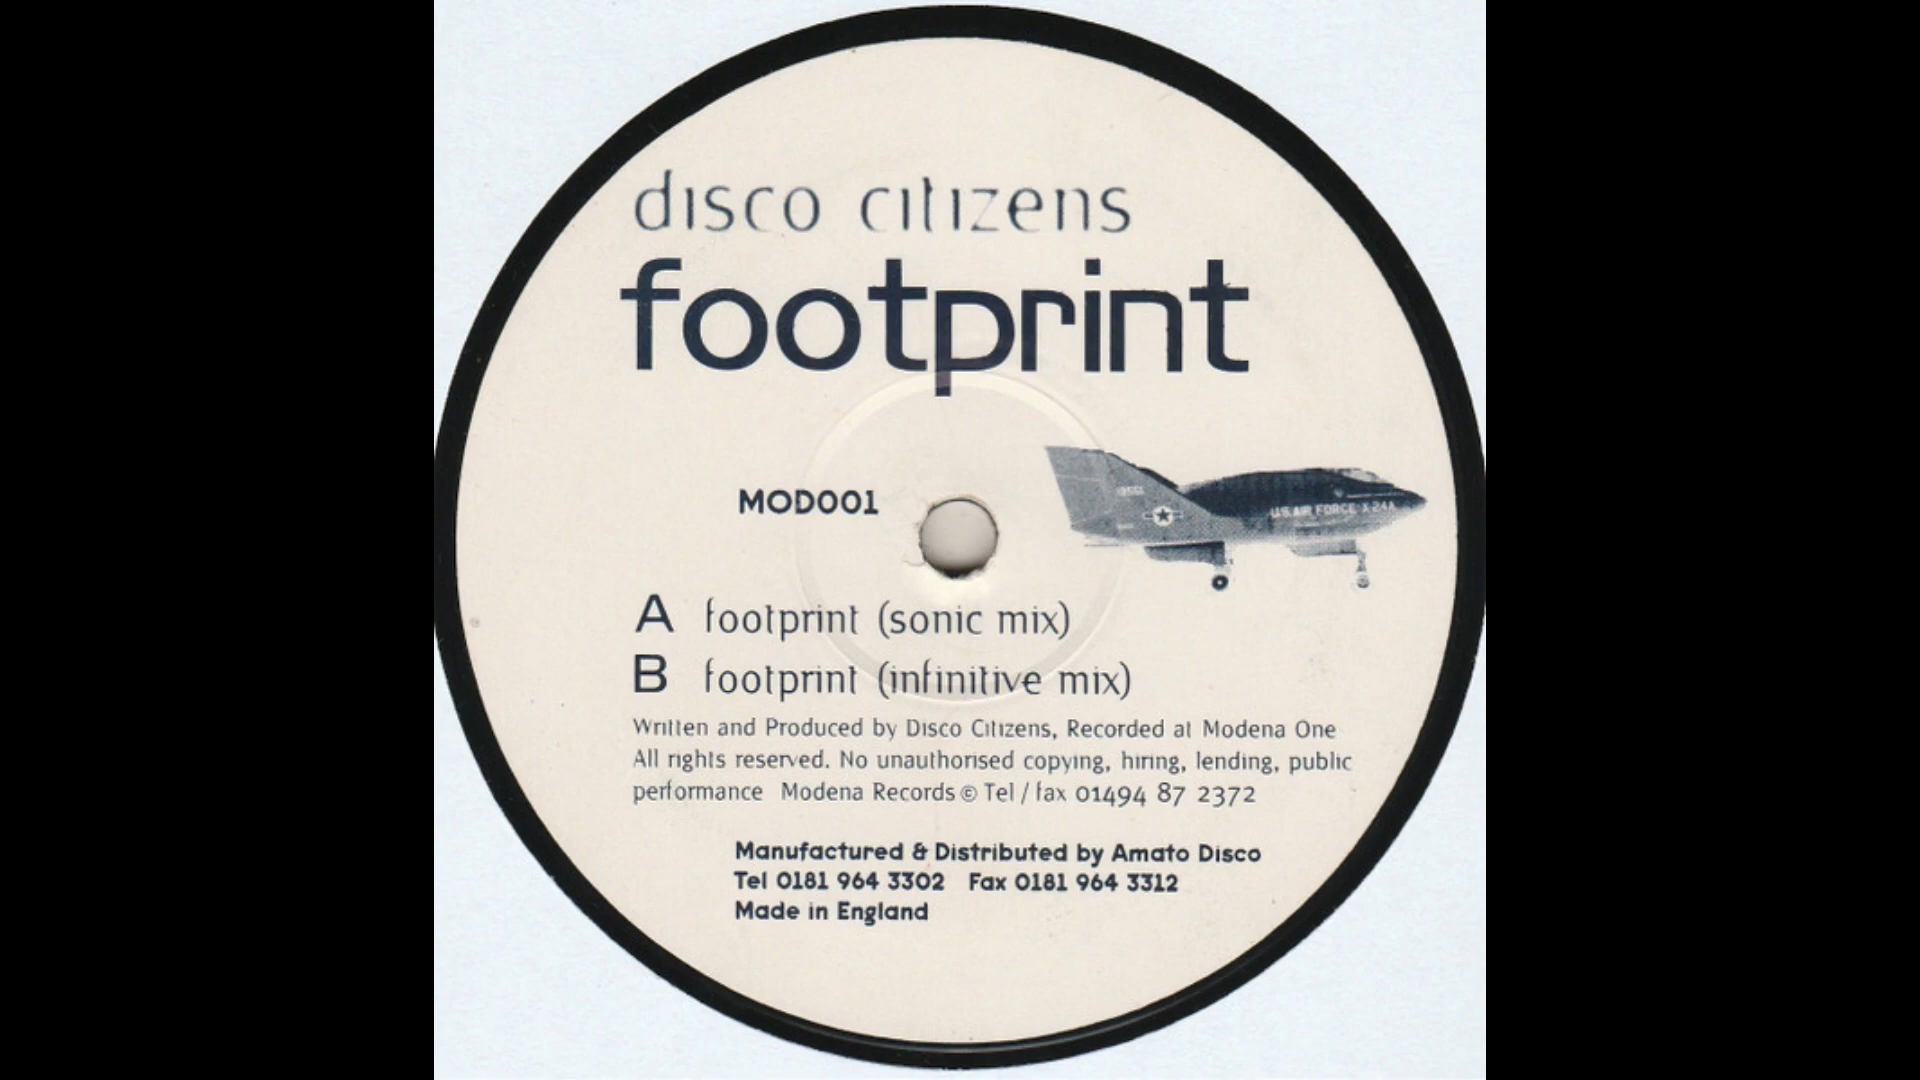 disco citizens
footprint
MOD001
U.S. AIR FORCE X-24A
A footprint (sonic mix)
B footprint (infinitive mix)
Written and Produced by Disco Citizens, Recorded at Modena One
All rights reserved. No unauthorised copying, hiring, lending, public
performance Modena Records © Tel / fax 01494 87 2372
Manufactured & Distributed by Amato Disco
Tel 0181 964 3302 Fax 0181 964 3312
Made in England